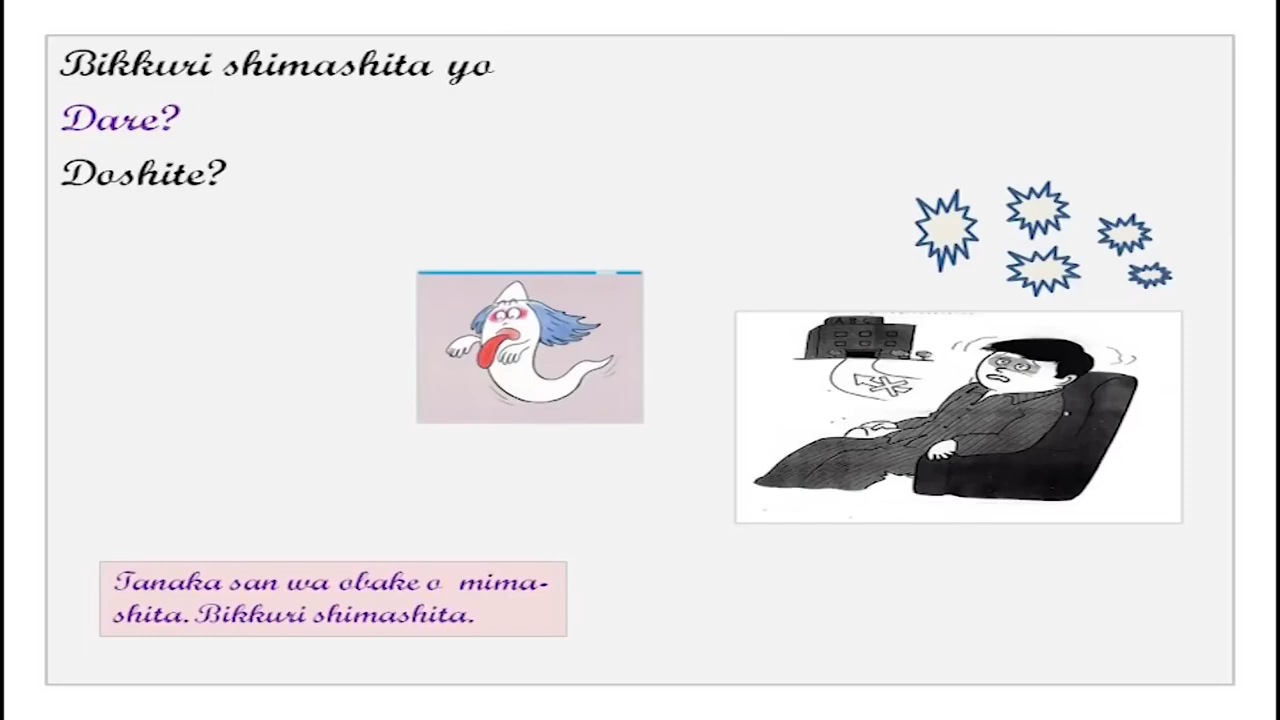 Bikkuri shimashita yo
Dare?
Doshite?
Tanaka san wa obake o mima-
shita. Bikkuri shimashita.